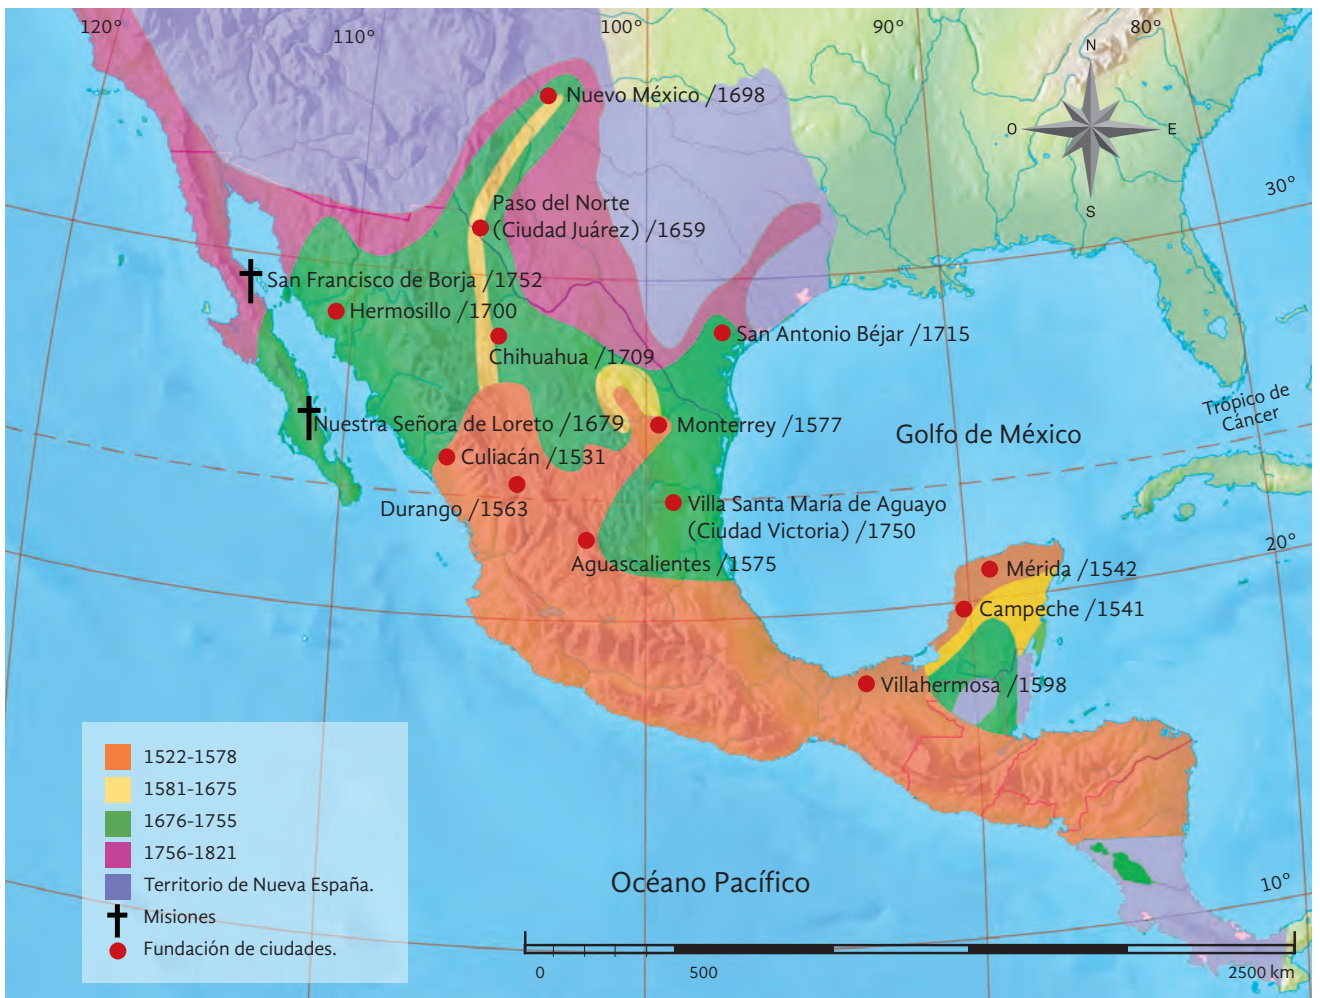 120°
110°
100°
90°
80°
N
O
E
S
30°
Nuevo México /1698
Paso del Norte
(Ciudad Juárez) /1659
San Francisco de Borja /1752
Hermosillo /1700
Chihuahua /1709
San Antonio Béjar /1715
Nuestra Señora de Loreto /1679
Monterrey /1577
Golfo de México
Trópico de
Cáncer
Culiacán /1531
Durango /1563
Villa Santa María de Aguayo
(Ciudad Victoria) /1750
Aguascalientes /1575
20°
Mérida /1542
Campeche /1541
Villahermosa /1598
1522-1578
1581-1675
1676-1755
1756-1821
Territorio de Nueva España.
Misiones
Fundación de ciudades.
Océano Pacífico
10°
0
500
2500 km